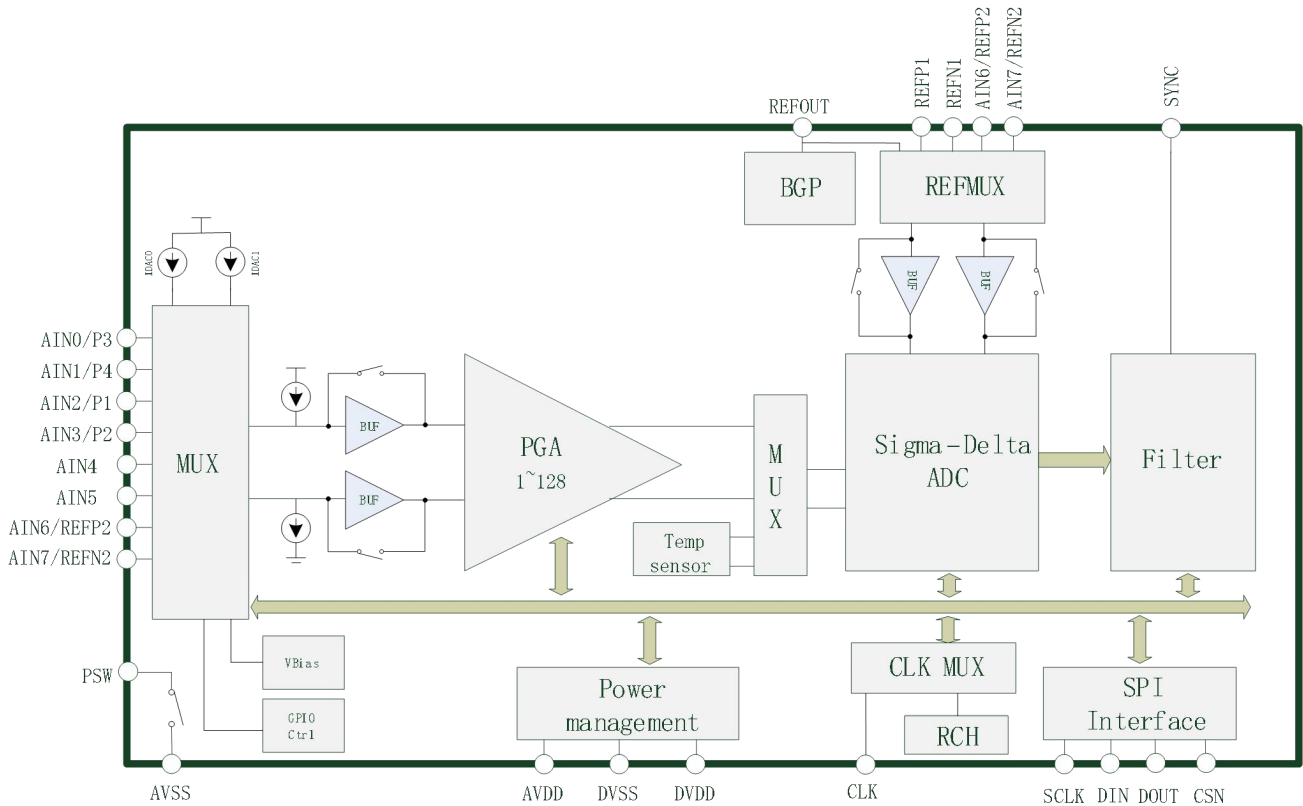 REFOUT
REFP1
REFN1
AIN6/REFP2
AIN7/REFN2
SYNC
BGP
REFMUX
IDAC0
IDAC1
BUF
BUF
AIN0/P3
AIN1/P4
AIN2/P1
AIN3/P2
AIN4
AIN5
AIN6/REFP2
AIN7/REFN2
MUX
BUF
BUF
PGA
1~128
MUX
Temp
sensor
Sigma-Delta
ADC
Filter
PSW
VBias
GPIO
Ctrl
Power
management
CLK MUX
RCH
SPI
Interface
AVSS
AVDD
DVSS
DVDD
CLK
SCLK
DIN
DOUT
CSN